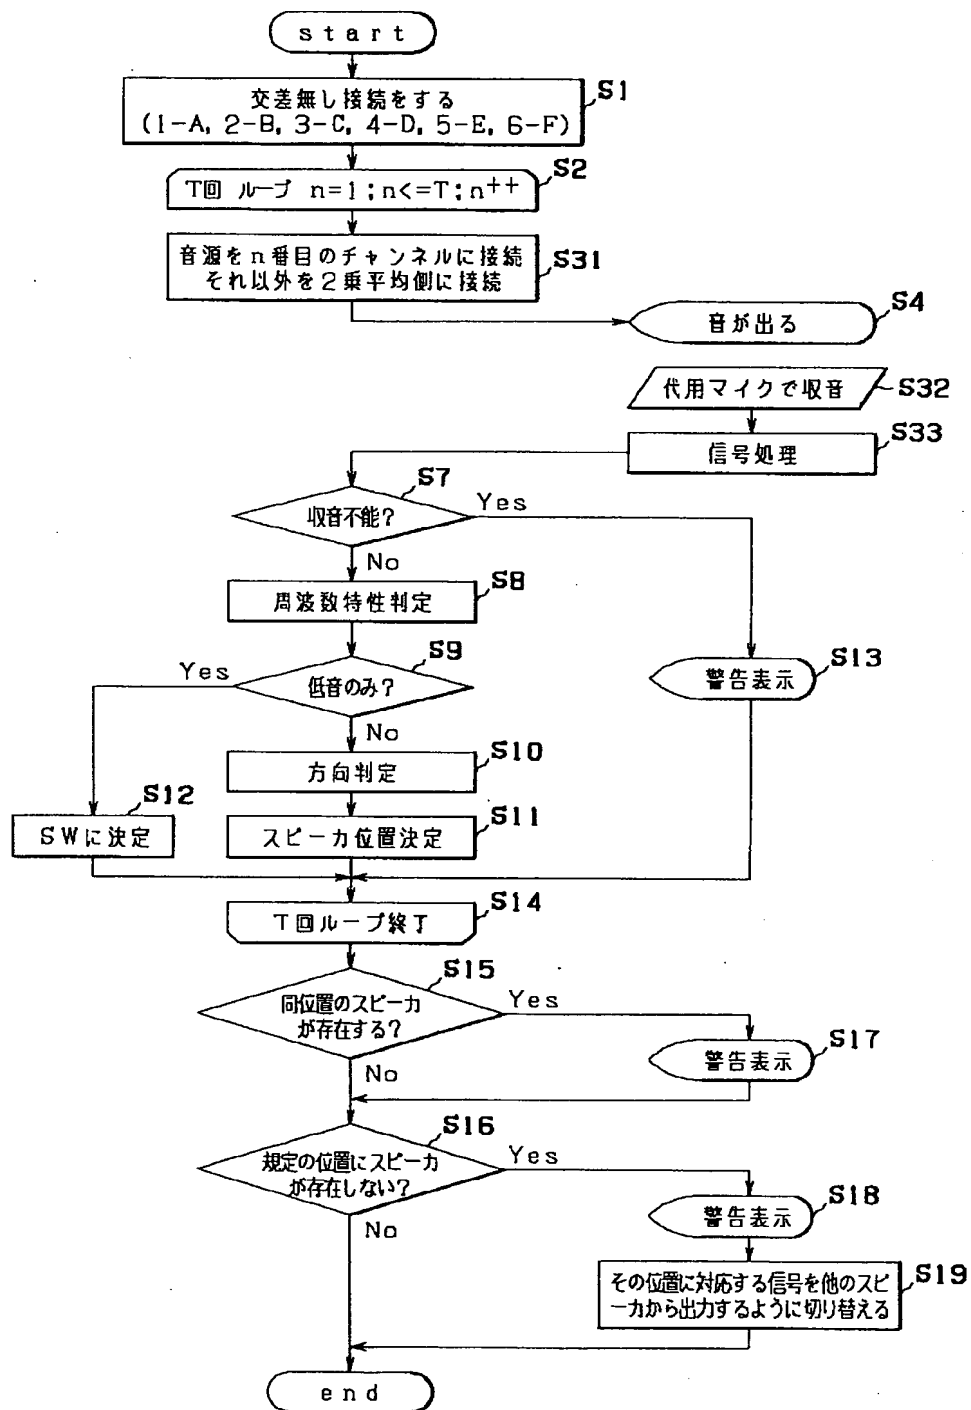 start
S1
交差無し接続をする
(1-A, 2-B, 3-C, 4-D, 5-E, 6-F)
S2
T回 ループ n=1;n<=T;n++
S31
音源をn番目のチャンネルに接続
それ以外を2乗平均側に接続
S4
音が出る
S32
代用マイクで収音
S33
信号処理
S7
収音不能?
Yes
No
S8
周波数特性判定
S9
低音のみ?
Yes
No
S13
警告表示
S10
方向判定
S12
SWに決定
S11
スピーカ位置決定
S14
T回ループ終了
S15
同位置のスピーカ
が存在する?
Yes
No
S17
警告表示
S16
規定の位置にスピーカ
が存在しない?
Yes
No
S18
警告表示
S19
その位置に対応する信号を他のスピ
ーカから出力するように切り替える
end